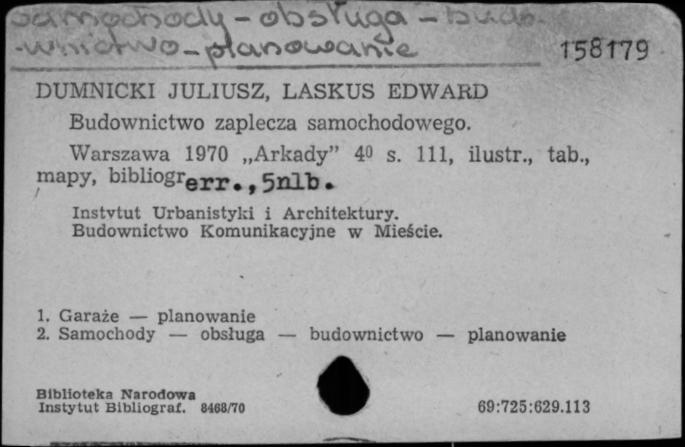 samochody - obsługa - budo-
-wnictwo - planowanie
158179
DUMNICKI JULIUSZ, LASKUS EDWARD
Budownictwo zaplecza samochodowego.
Warszawa 1970 „Arkady” 4⁰ s. 111, ilustr., tab.,
mapy, bibliogr err., 5nlb.
Instytut Urbanistyki i Architektury.
Budownictwo Komunikacyjne w Mieście.
1. Garaże — planowanie
2. Samochody — obsługa — budownictwo — planowanie
Biblioteka Narodowa
Instytut Bibliograf. 8468/70
69:725:629.113